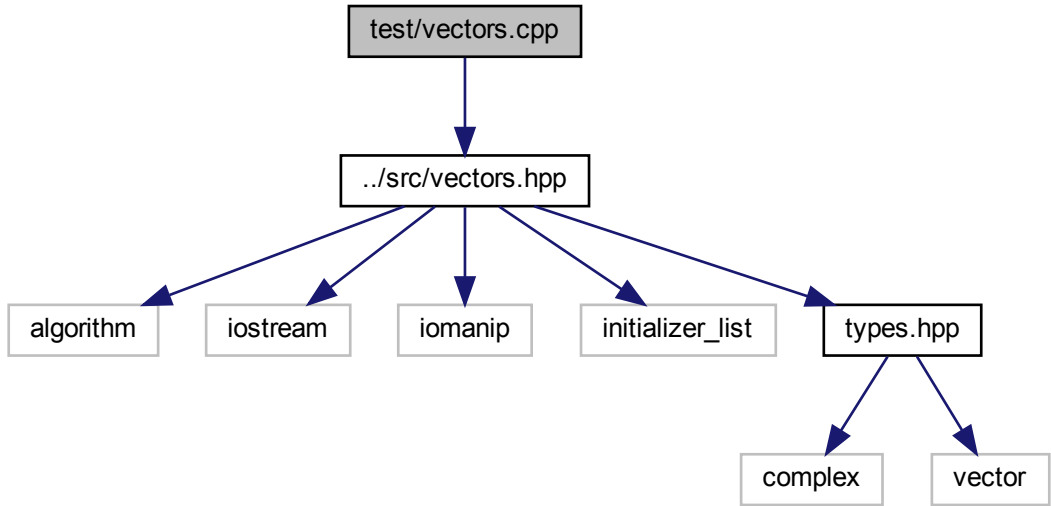 test/vectors.cpp
../src/vectors.hpp
algorithm
iostream
iomanip
initializer_list
types.hpp
complex
vector